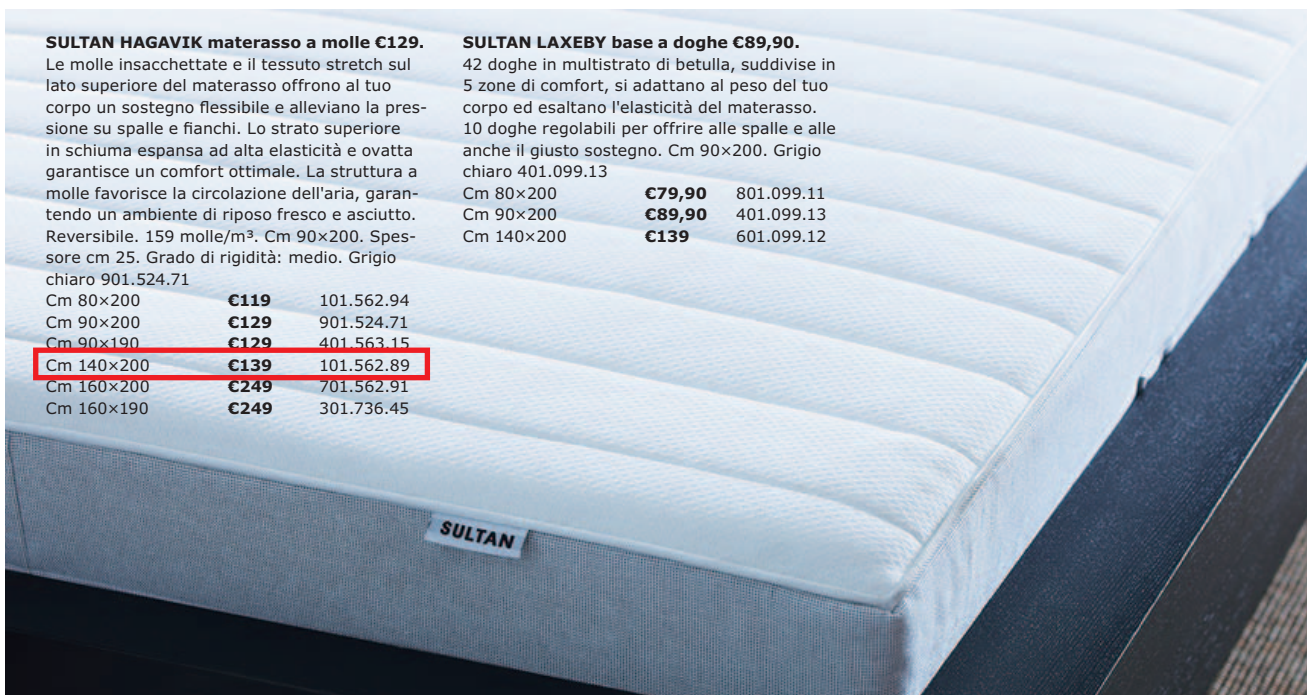 SULTAN HAGAVIK materasso a molle €129.
Le molle insacchettate e il tessuto stretch sul
lato superiore del materasso offrono al tuo
corpo un sostegno flessibile e alleviano la pres-
sione su spalle e fianchi. Lo strato superiore
in schiuma espansa ad alta elasticità e ovatta
garantisce un comfort ottimale. La struttura a
molle favorisce la circolazione dell'aria, garan-
tendo un ambiente di riposo fresco e asciutto.
Reversibile. 159 molle/m³. Cm 90×200. Spes-
sore cm 25. Grado di rigidità: medio. Grigio
chiaro 901.524.71
Cm 80×200 €119 101.562.94
Cm 90×200 €129 901.524.71
Cm 90×190 €129 401.563.15
Cm 140×200 €139 101.562.89
Cm 160×200 €249 701.562.91
Cm 160×190 €249 301.736.45
SULTAN LAXEBY base a doghe €89,90.
42 doghe in multistrato di betulla, suddivise in
5 zone di comfort, si adattano al peso del tuo
corpo ed esaltano l'elasticità del materasso.
10 doghe regolabili per offrire alle spalle e alle
anche il giusto sostegno. Cm 90×200. Grigio
chiaro 401.099.13
Cm 80×200 €79,90 801.099.11
Cm 90×200 €89,90 401.099.13
Cm 140×200 €139 601.099.12
SULTAN